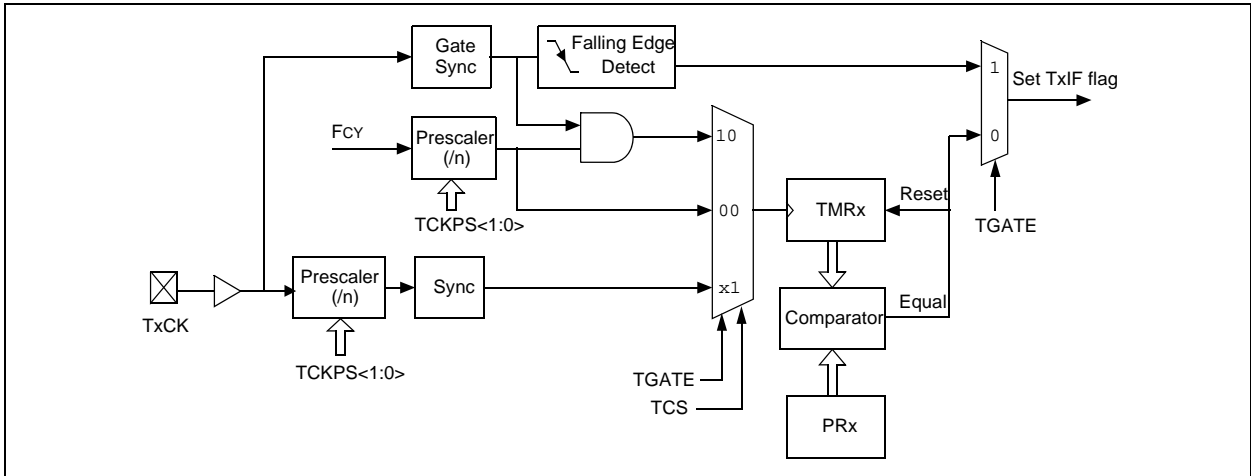 Gate
Sync
Falling Edge
Detect
1
Set TxIF flag
0
TGATE
FCY
Prescaler
(/n)
TCKPS<1:0>
10
00
x1
TMRx
Reset
Comparator
Equal
PRx
TxCK
Prescaler
(/n)
Sync
TCKPS<1:0>
TGATE
TCS